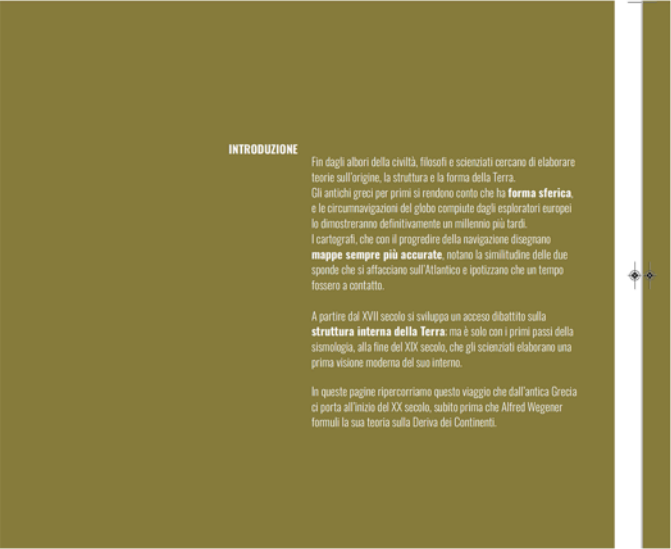 INTRODUZIONE
Fin dagli albori della civiltà, filosofi e scienziati cercano di elaborare
teorie sull'origine, la struttura e la forma della Terra.
Gli antichi greci per primi si rendono conto che ha forma sferica,
e le circumnavigazioni del globo compiute dagli esploratori europei
lo dimostreranno definitivamente un millennio più tardi.
I cartografi, che con il progredire della navigazione disegnano
mappe sempre più accurate, notano la similitudine delle due
sponde che si affacciano sull'Atlantico e ipotizzano che un tempo
fossero a contatto.
A partire dal XVII secolo si sviluppa un acceso dibattito sulla
struttura interna della Terra; ma è solo con i primi passi della
sismologia, alla fine del XIX secolo, che gli scienziati elaborano una
prima visione moderna del suo interno.
In queste pagine ripercorriamo questo viaggio che dall'antica Grecia
ci porta all'inizio del XX secolo, subito prima che Alfred Wegener
formuli la sua teoria sulla Deriva dei Continenti.